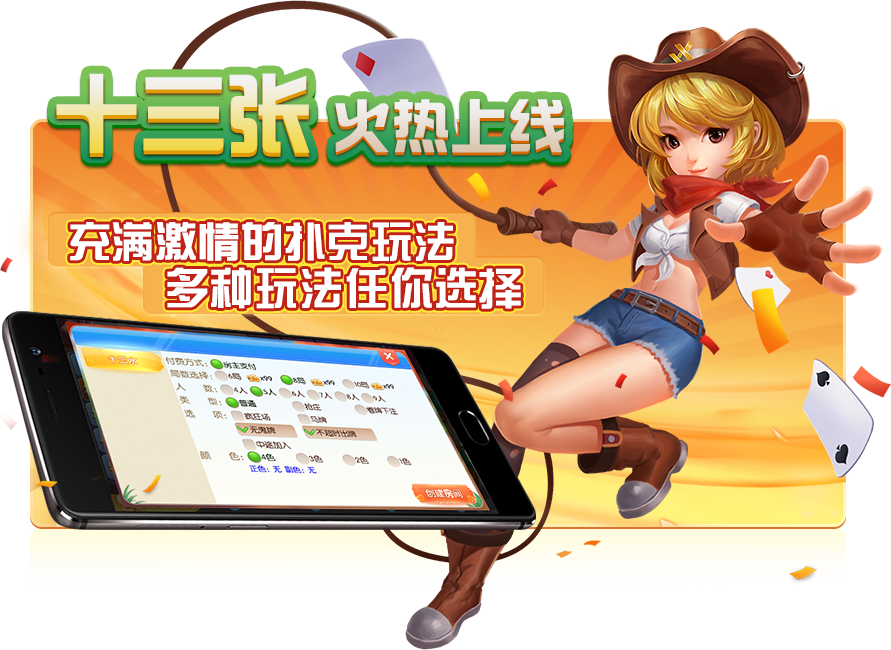 十三张 火热上线
充满激情的扑克玩法
多种玩法任你选择
十三水
付费方式: 房主支付
局数选择: 6局 x99 8局 x99 10局 x99
人 数: 4人 5人 6人 7人 8人 9人
类 型: 普通 抢庄 看牌下注
选 项: 疯狂场 马牌
无鬼牌 不超时出牌
中途加入
颜 色: 4色 3色 2色 1色
正色: 无 副色: 无
创建房间